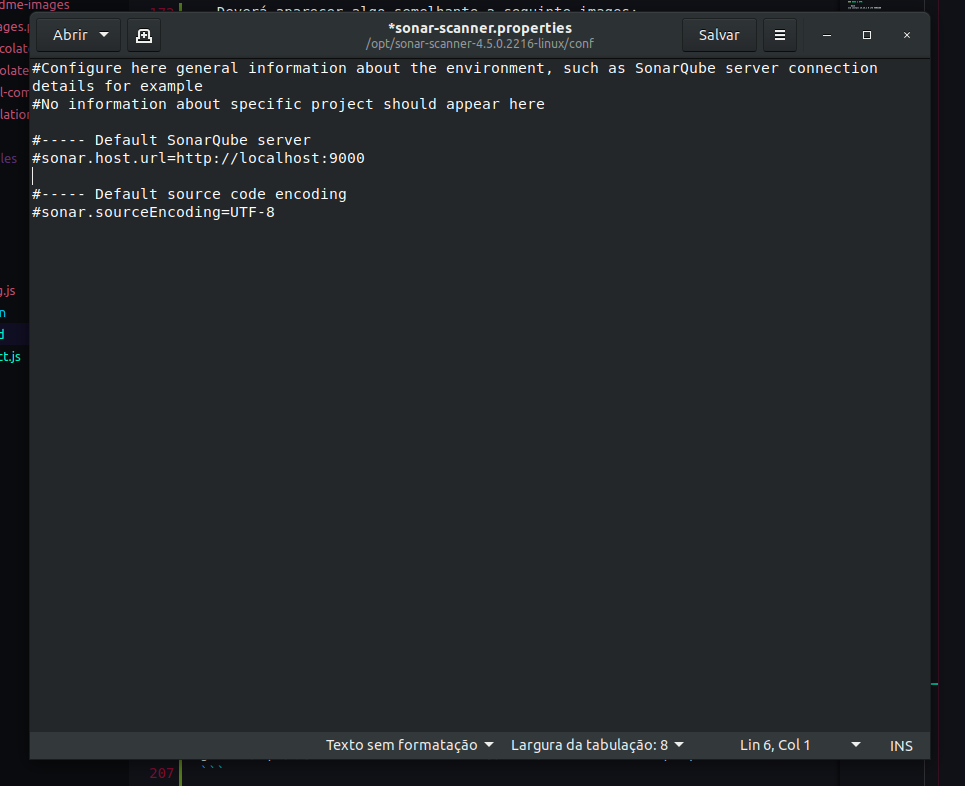 dme-images
173 Deverá aparecer algo semelhante a seguinte images:
Abrir
*sonar-scanner.properties
/opt/sonar-scanner-4.5.0.2216-linux/conf
Salvar
#Configure here general information about the environment, such as SonarQube server connection
details for example
#No information about specific project should appear here
#----- Default SonarQube server
#sonar.host.url=http://localhost:9000
#----- Default source code encoding
#sonar.sourceEncoding=UTF-8
ages.p
colat
olate
l-com
lation
les
g.js
n
d
ct.js
Texto sem formatação
Largura da tabulação: 8
Lin 6, Col 1
INS
207 ```